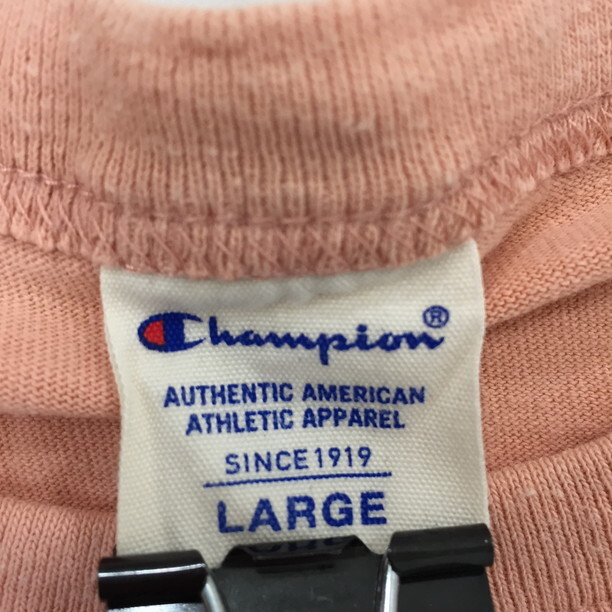 Champion®
AUTHENTIC AMERICAN
ATHLETIC APPAREL
SINCE 1919
LARGE